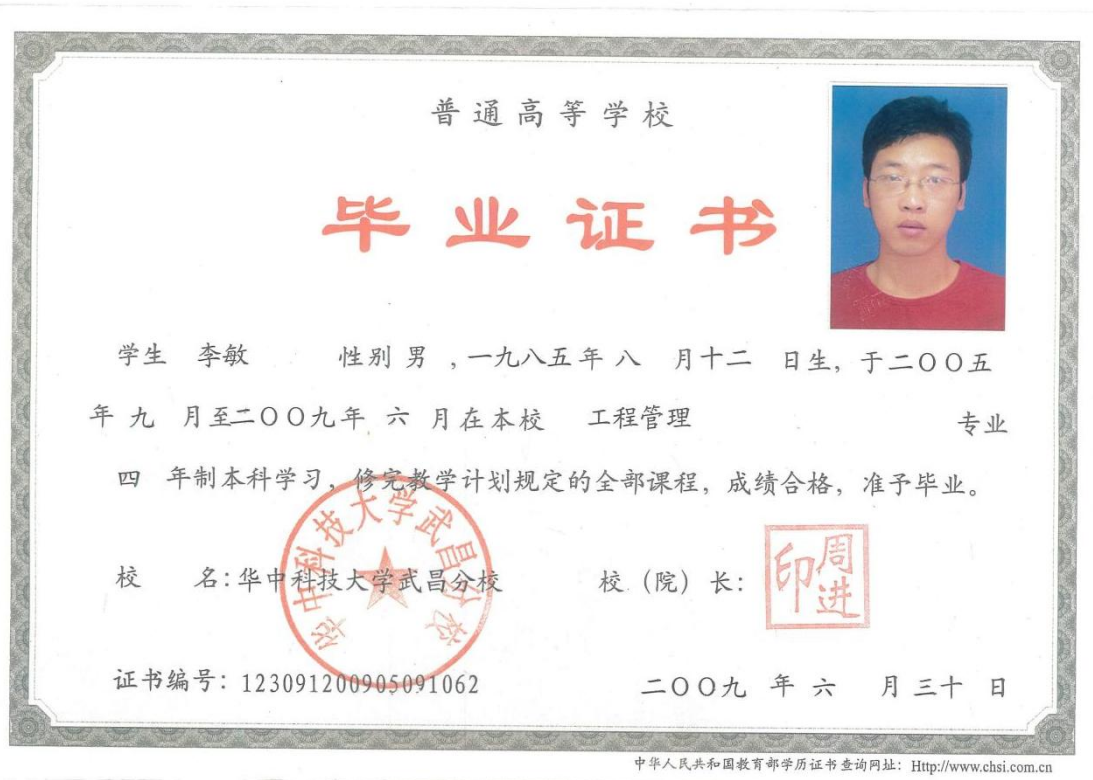 普通高等学校
毕业证书
学生 李敏 性别 男 ,一九八五年 八 月十二 日生，于二〇〇五
年 九 月至二〇〇九年 六 月在本校 工程管理 专业
四 年制本科学习，修完教学计划规定的全部课程，成绩合格，准予毕业。
华中科技大学武昌分校
校 名：华中科技大学武昌分校 校（院）长：
周进印
证书编号：123091200905091062 二〇〇九 年 六 月 三十 日
中华人民共和国教育部学历证书查询网址：Http://www.chsi.com.cn